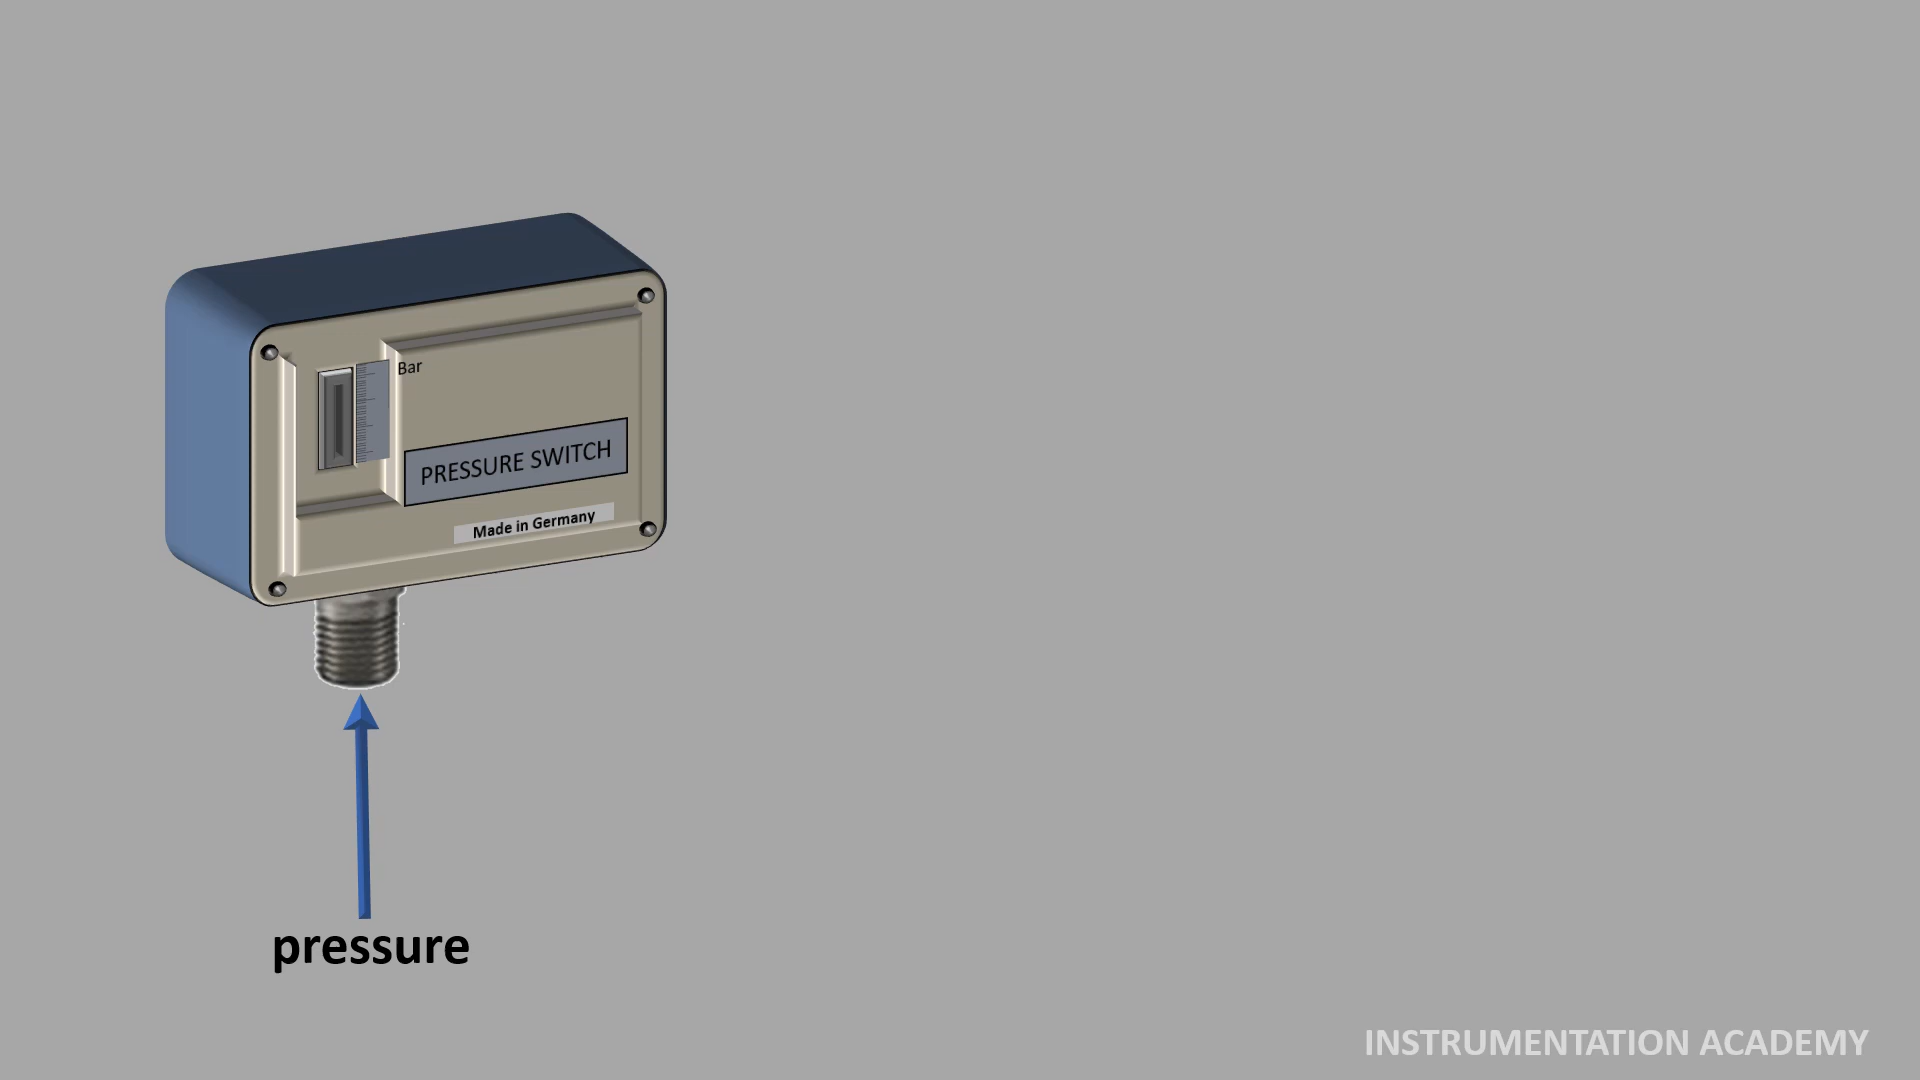 Bar
PRESSURE SWITCH
Made in Germany
pressure
INSTRUMENTATION ACADEMY